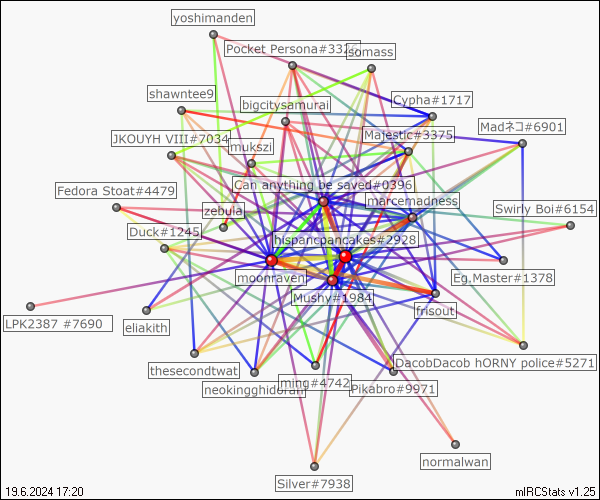 yoshimanden
Pocket Persona#3326
somass
shawntee9
bigcitysamurai
Cypha#1717
JKOUYH VIII#7034
mukszi
Majestic#3375
Madネコ#6901
Can anything be saved#0396
Fedora Stoat#4479
zebula
marcemadness
Swirly Boi#6154
Duck#1245
hispancpancakes#2928
moonraven
Mushy#1984
Eg.Master#1378
LPK2387 #7690
eliakith
frisout
thesecondtwat
neokingghidorah
ming#4742
Pikabro#9971
DacobDacob hORNY police#5271
normalwan
Silver#7938
19.6.2024 17:20
mIRCStats v1.25